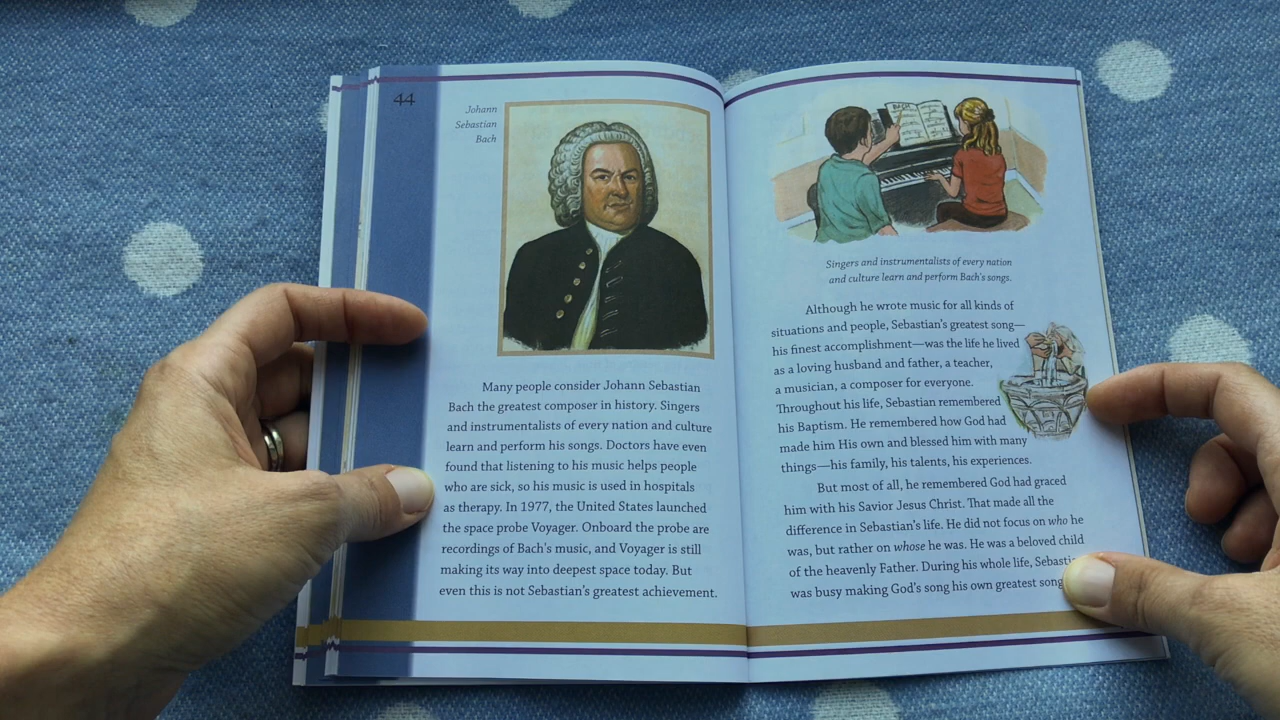 44
Johann
Sebastian
Bach
Many people consider Johann Sebastian
Bach the greatest composer in history. Singers
and instrumentalists of every nation and culture
learn and perform his songs. Doctors have even
found that listening to his music helps people
who are sick, so his music is used in hospitals
as therapy. In 1977, the United States launched
the space probe Voyager. Onboard the probe are
recordings of Bach's music, and Voyager is still
making its way into deepest space today. But
even this is not Sebastian's greatest achievement.
BACH
Singers and instrumentalists of every nation
and culture learn and perform Bach's songs.
Although he wrote music for all kinds of
situations and people, Sebastian's greatest song—
his finest accomplishment—was the life he lived
as a loving husband and father, a teacher,
a musician, a composer for everyone.
Throughout his life, Sebastian remembered
his Baptism. He remembered how God had
made him His own and blessed him with many
things—his family, his talents, his experiences.
But most of all, he remembered God had graced
him with his Savior Jesus Christ. That made all the
difference in Sebastian's life. He did not focus on who he
was, but rather on whose he was. He was a beloved child
of the heavenly Father. During his whole life, Sebasti
was busy making God's song his own greatest song